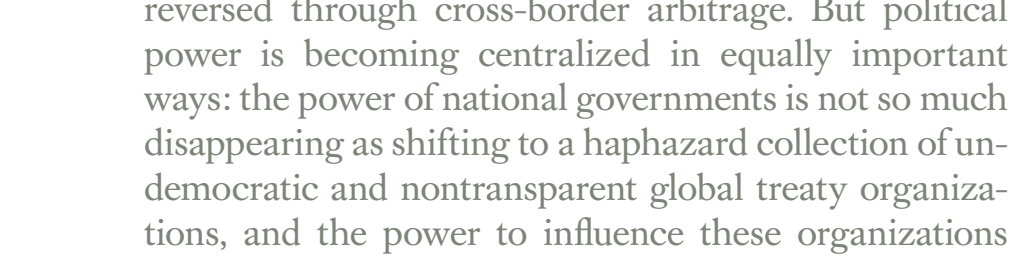 reversed through cross-border arbitrage. But political
power is becoming centralized in equally important
ways: the power of national governments is not so much
disappearing as shifting to a haphazard collection of un-
democratic and nontransparent global treaty organiza-
tions, and the power to influence these organizations